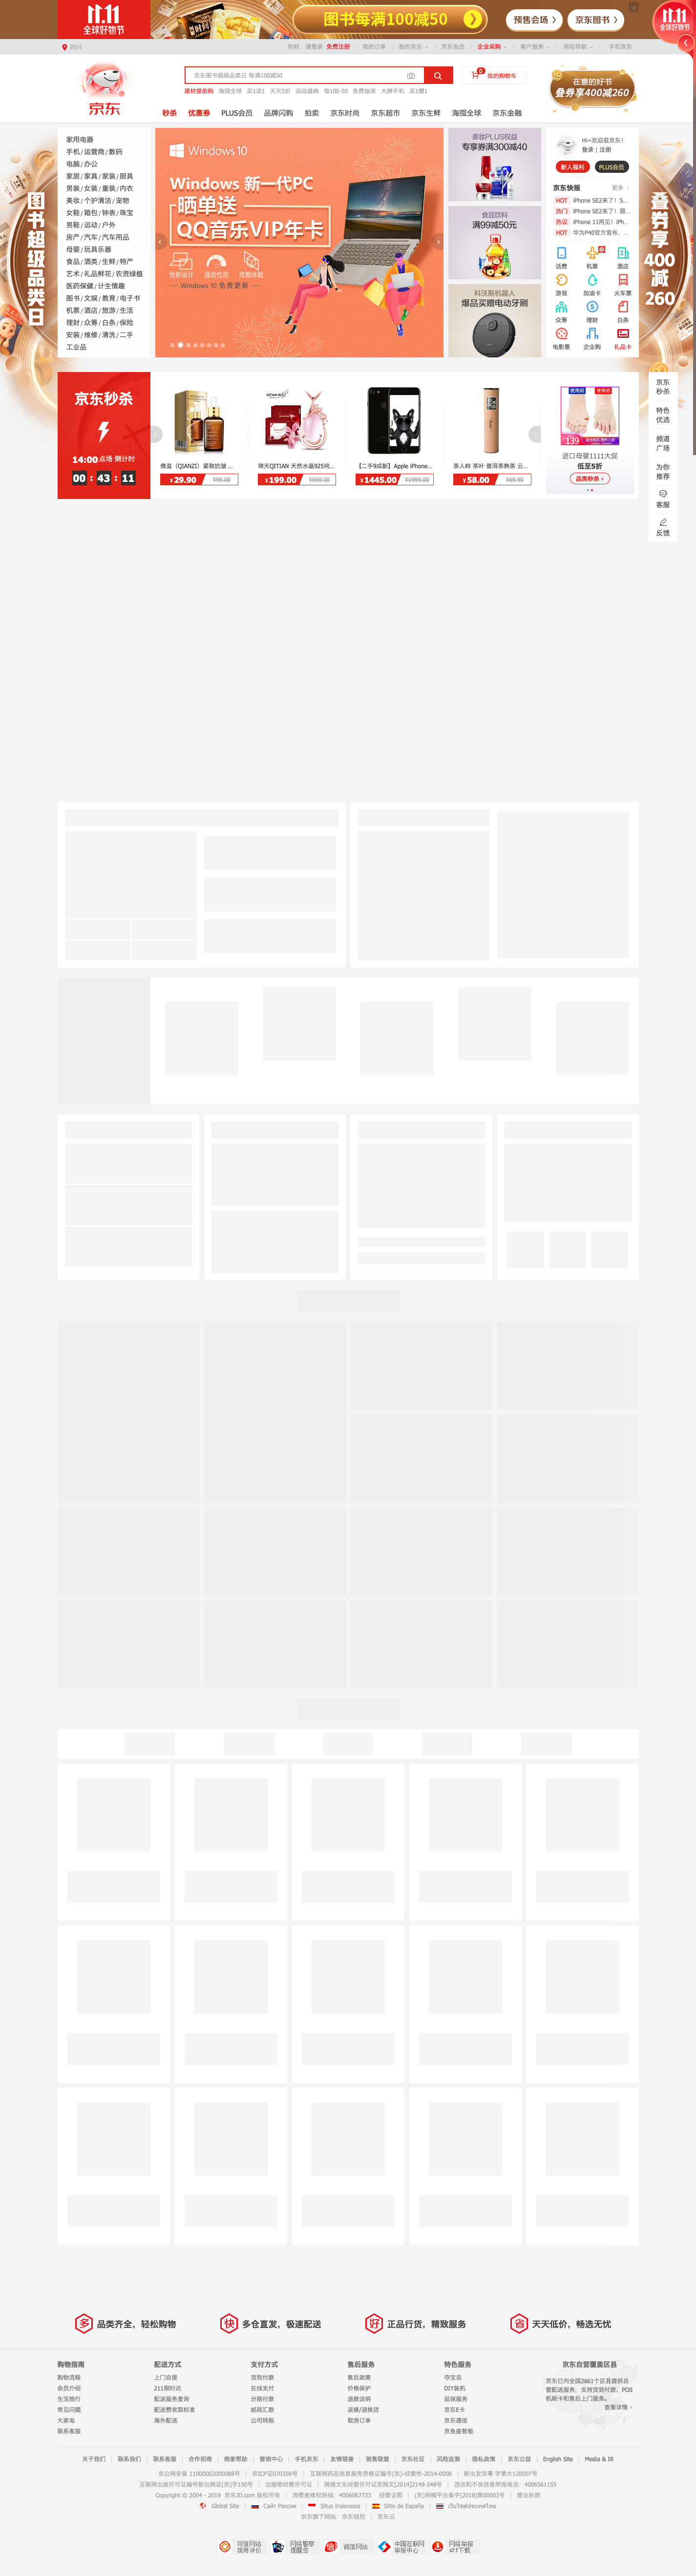 11.11
全球好物节
图书每满100减50
预售会场
京东图书
11.11
全球好物节
四川
你好，请登录 免费注册
我的订单
我的京东
京东会员
企业采购
客户服务
网站导航
手机京东
京东
京东图书超级品类日 每满100减50
0
我的购物车
在意的好书
叠券享400减260
建材提前购 海囤全球 买1送1 天天5折 运动盛典 每100-50 免费抽奖 大牌手机 买1赠1
秒杀 优惠券 PLUS会员 品牌闪购 拍卖 京东时尚 京东超市 京东生鲜 海囤全球 京东金融
图书超级品类日
叠券享400减260
家用电器
手机/运营商/数码
电脑/办公
家居/家具/家装/厨具
男装/女装/童装/内衣
美妆/个护清洁/宠物
女鞋/箱包/钟表/珠宝
男鞋/运动/户外
房产/汽车/汽车用品
母婴/玩具乐器
食品/酒类/生鲜/特产
艺术/礼品鲜花/农资绿植
医药保健/计生情趣
图书/文娱/教育/电子书
机票/酒店/旅游/生活
理财/众筹/白条/保险
安装/维修/清洗/二手
工业品
Windows 10
Windows10 新一代PC
晒单送
QQ音乐VIP年卡
创新设计 强劲性能 炫酷体验
Windows 10 免费更新
美妆PLUS权益
专享券满300减40
食品饮料
满99减50元
科沃斯机器人
爆品买赠电动牙刷
Hi~欢迎逛京东！
登录 | 注册
新人福利
PLUS会员
京东快报
更多
HOT iPhone SE2来了！5...
热门 iPhone SE2来了！跟...
热议 iPhone 11再见！iPh...
HOT 华为P40官方宣布，...
话费 机票 酒店
游戏 加油卡 火车票
众筹 理财 白条
电影票 企业购 礼品卡
京东秒杀
14:00点场 倒计时
00 : 43 : 11
倩滋（QIANZI）紧致抗皱 ...
¥29.90 ¥99.00
琦天QITIAN 天然水晶925纯...
¥199.00 ¥599.00
【二手9成新】Apple iPhone...
¥1445.00 ¥1999.00
茶人岭 茶叶 普洱茶熟茶 云...
¥58.00 ¥69.90
使用前 使用后
139
进口母婴1111大促
低至5折
品类秒杀
京东
秒杀
特色
优选
频道
广场
为你
推荐
客服
反馈
多 品类齐全，轻松购物
快 多仓直发，极速配送
好 正品行货，精致服务
省 天天低价，畅选无忧
购物指南
购物流程
会员介绍
生活旅行
常见问题
大家电
联系客服
配送方式
上门自提
211限时达
配送服务查询
配送费收取标准
海外配送
支付方式
货到付款
在线支付
分期付款
邮局汇款
公司转账
售后服务
售后政策
价格保护
退款说明
返修/退换货
取消订单
特色服务
夺宝岛
DIY装机
延保服务
京东E卡
京东通信
京鱼座智能
京东自营覆盖区县
京东已向全国2661个区县提供自
营配送服务，支持货到付款、POS
机刷卡和售后上门服务。
查看详情
关于我们 | 联系我们 | 联系客服 | 合作招商 | 商家帮助 | 营销中心 | 手机京东 | 友情链接 | 销售联盟 | 京东社区 | 风险监测 | 隐私政策 | 京东公益 | English Site | Media & IR
京公网安备 11000002000088号 | 京ICP证070359号 | 互联网药品信息服务资格证编号(京)-经营性-2014-0008 | 新出发京零 字第大120007号
互联网出版许可证编号新出网证(京)字150号 | 出版物经营许可证 | 网络文化经营许可证京网文[2014]2148-348号 | 违法和不良信息举报电话：4006561155
Copyright © 2004 - 2019 京东JD.com 版权所有 | 消费者维权热线：4006067733 经营证照 | (京)网械平台备字(2018)第00003号 | 营业执照
Global Site | Сайт России | Situs Indonesia | Sitio de España | เว็บไซต์ประเทศไทย
京东旗下网站：京东钱包 | 京东云
可信网站
信用评价
网络警察
提醒您
诚信网站
中国互联网
举报中心
网络举报
APP下载